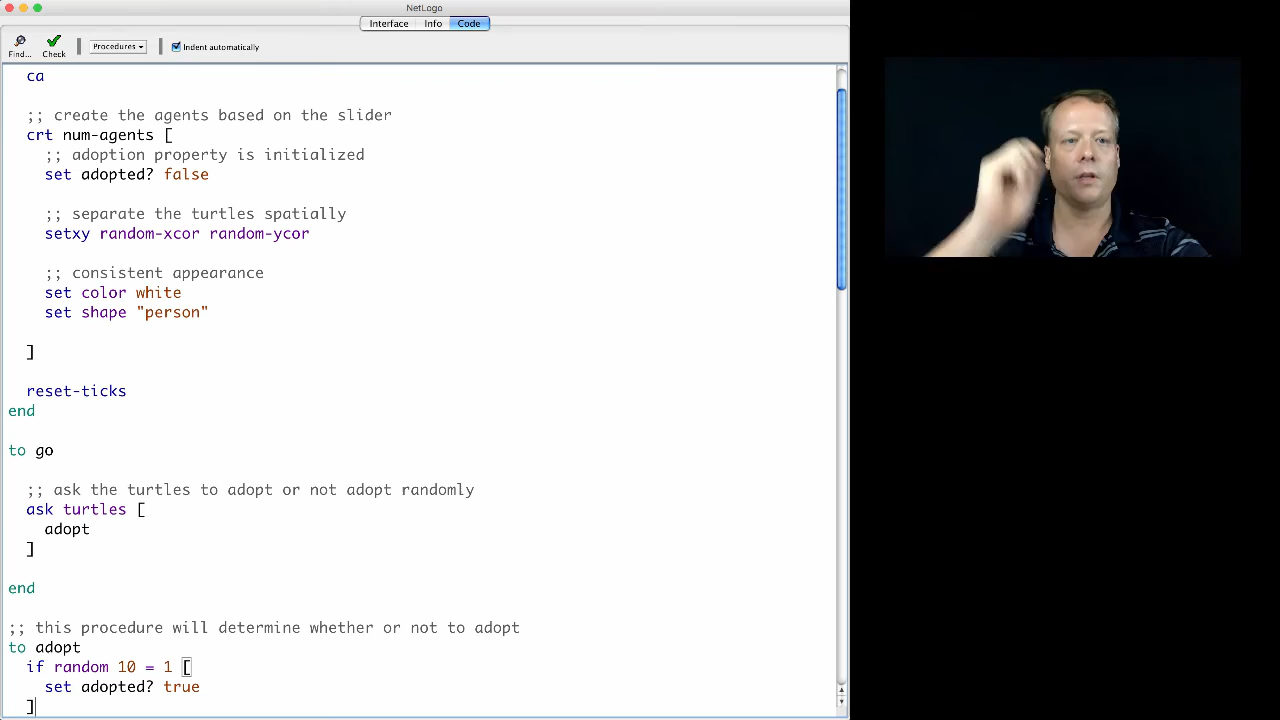 NetLogo
Interface Info Code
Find... Check Procedures Indent automatically
ca
;; create the agents based on the slider
crt num-agents [
;; adoption property is initialized
set adopted? false
;; separate the turtles spatially
setxy random-xcor random-ycor
;; consistent appearance
set color white
set shape "person"
]
reset-ticks
end
to go
;; ask the turtles to adopt or not adopt randomly
ask turtles [
adopt
]
end
;; this procedure will determine whether or not to adopt
to adopt
if random 10 = 1 [
set adopted? true
]